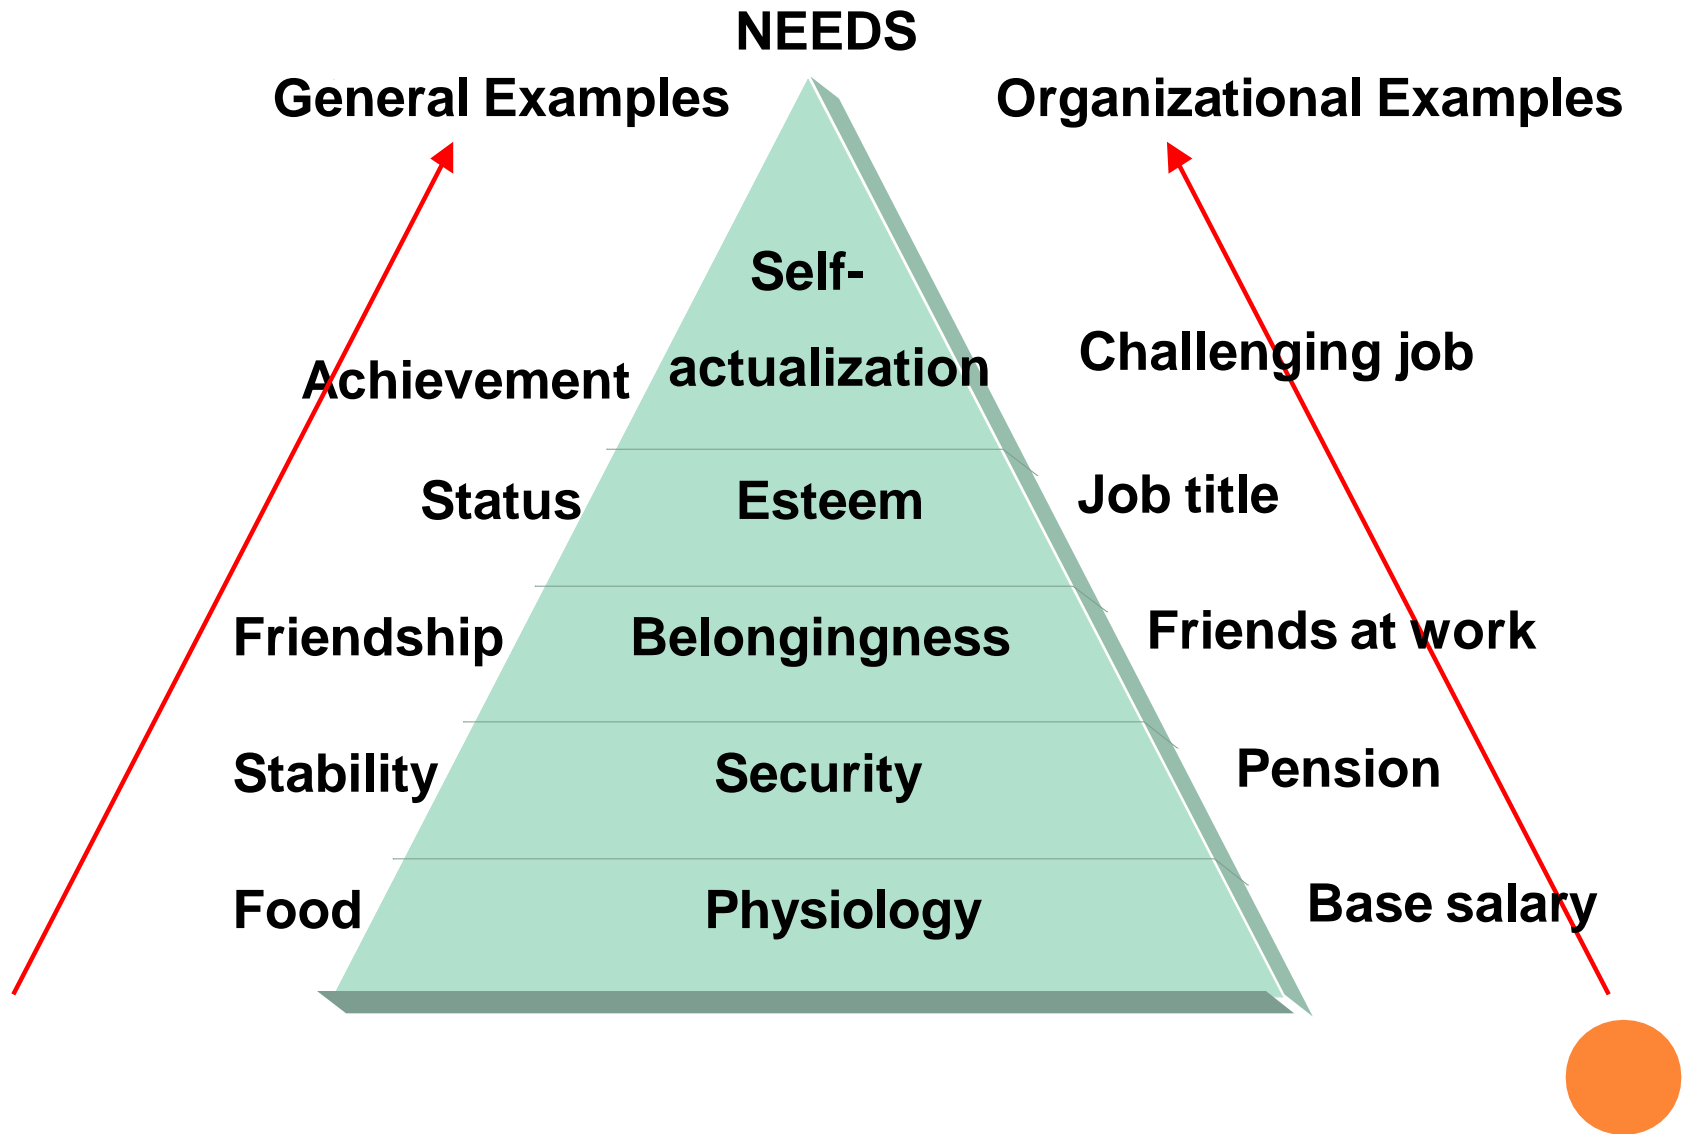 NEEDS
General Examples
Organizational Examples
Self-
actualization
Achievement
Challenging job
Status
Esteem
Job title
Friendship
Belongingness
Friends at work
Stability
Security
Pension
Food
Physiology
Base salary